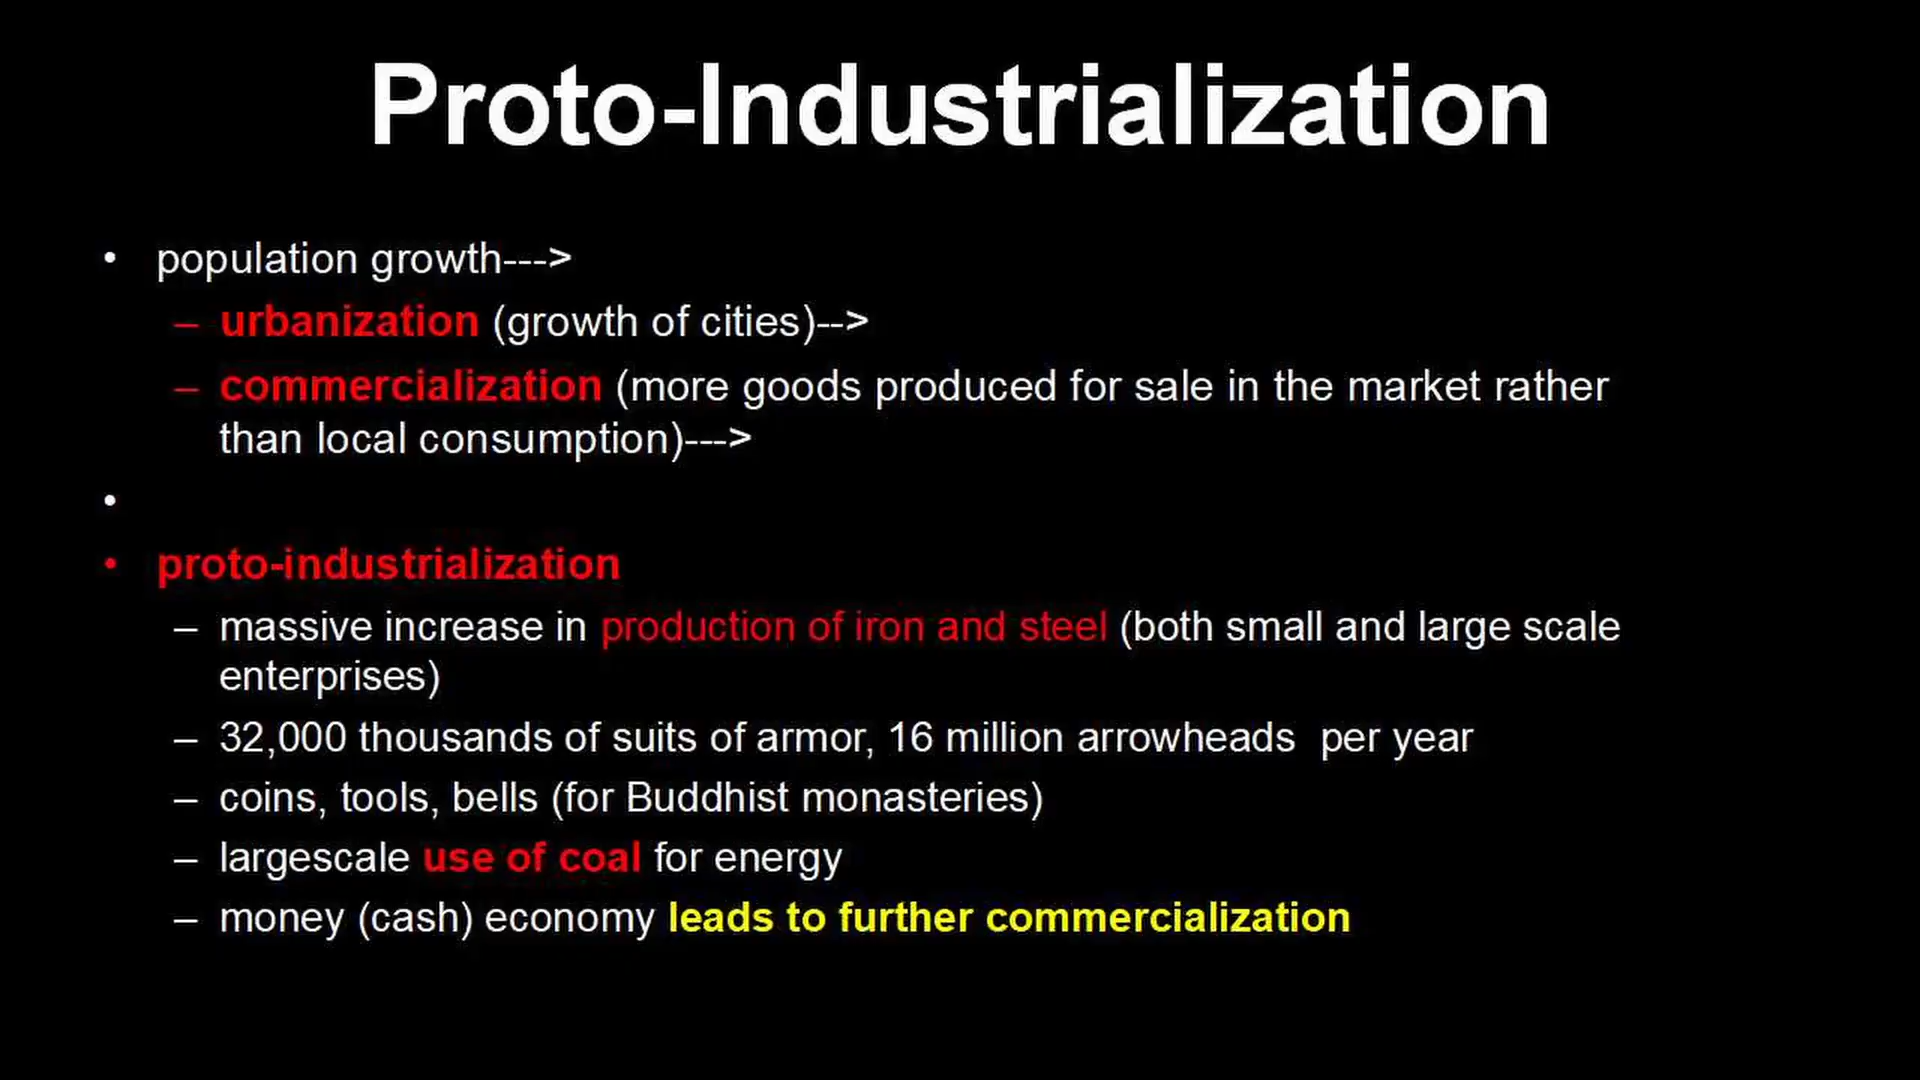 Proto-Industrialization
• population growth--->
– urbanization (growth of cities)-->
– commercialization (more goods produced for sale in the market rather
than local consumption)--->
•
• proto-industrialization
– massive increase in production of iron and steel (both small and large scale
enterprises)
– 32,000 thousands of suits of armor, 16 million arrowheads  per year
– coins, tools, bells (for Buddhist monasteries)
– largescale use of coal for energy
– money (cash) economy leads to further commercialization